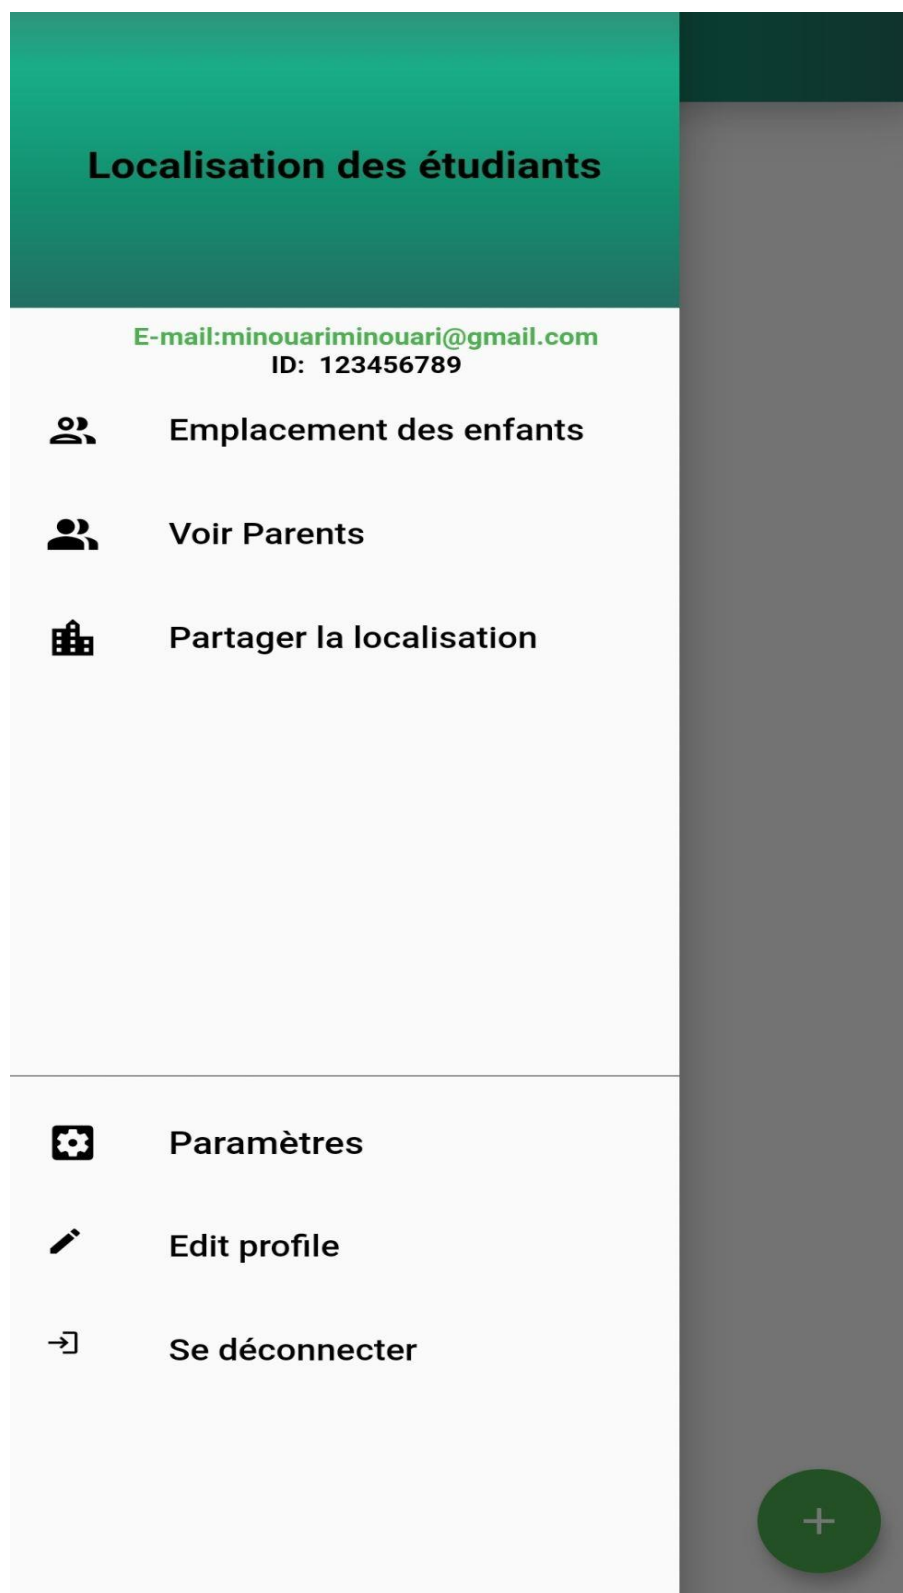 Localisation des étudiants
E-mail:minouariminouari@gmail.com
ID: 123456789
Emplacement des enfants
Voir Parents
Partager la localisation
Paramètres
Edit profile
Se déconnecter